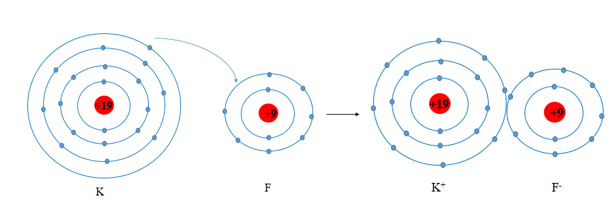 +19 +9 +19 +9
K F K⁺ F⁻